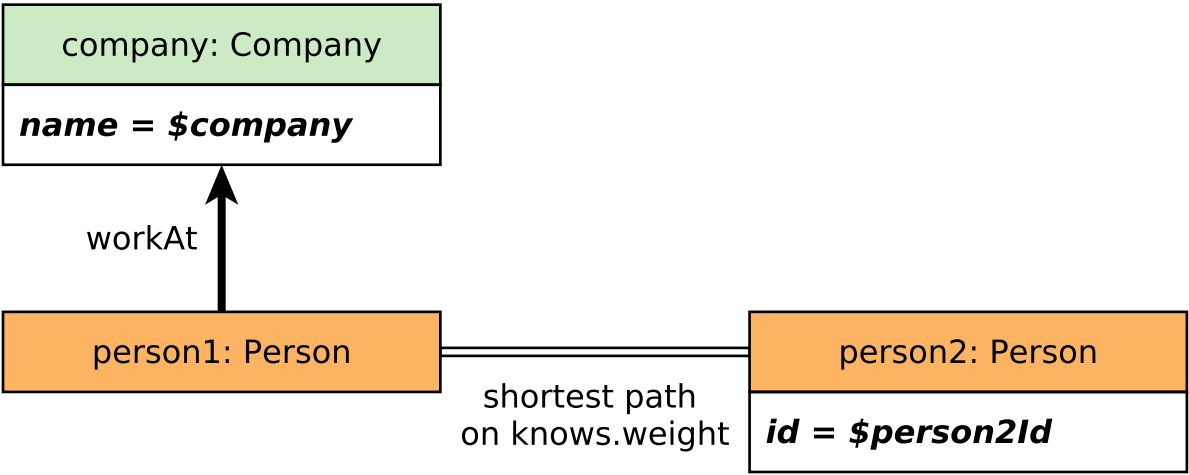 company: Company
name = $company
workAt
person1: Person
person2: Person
shortest path
on knows.weight
id = $person2Id